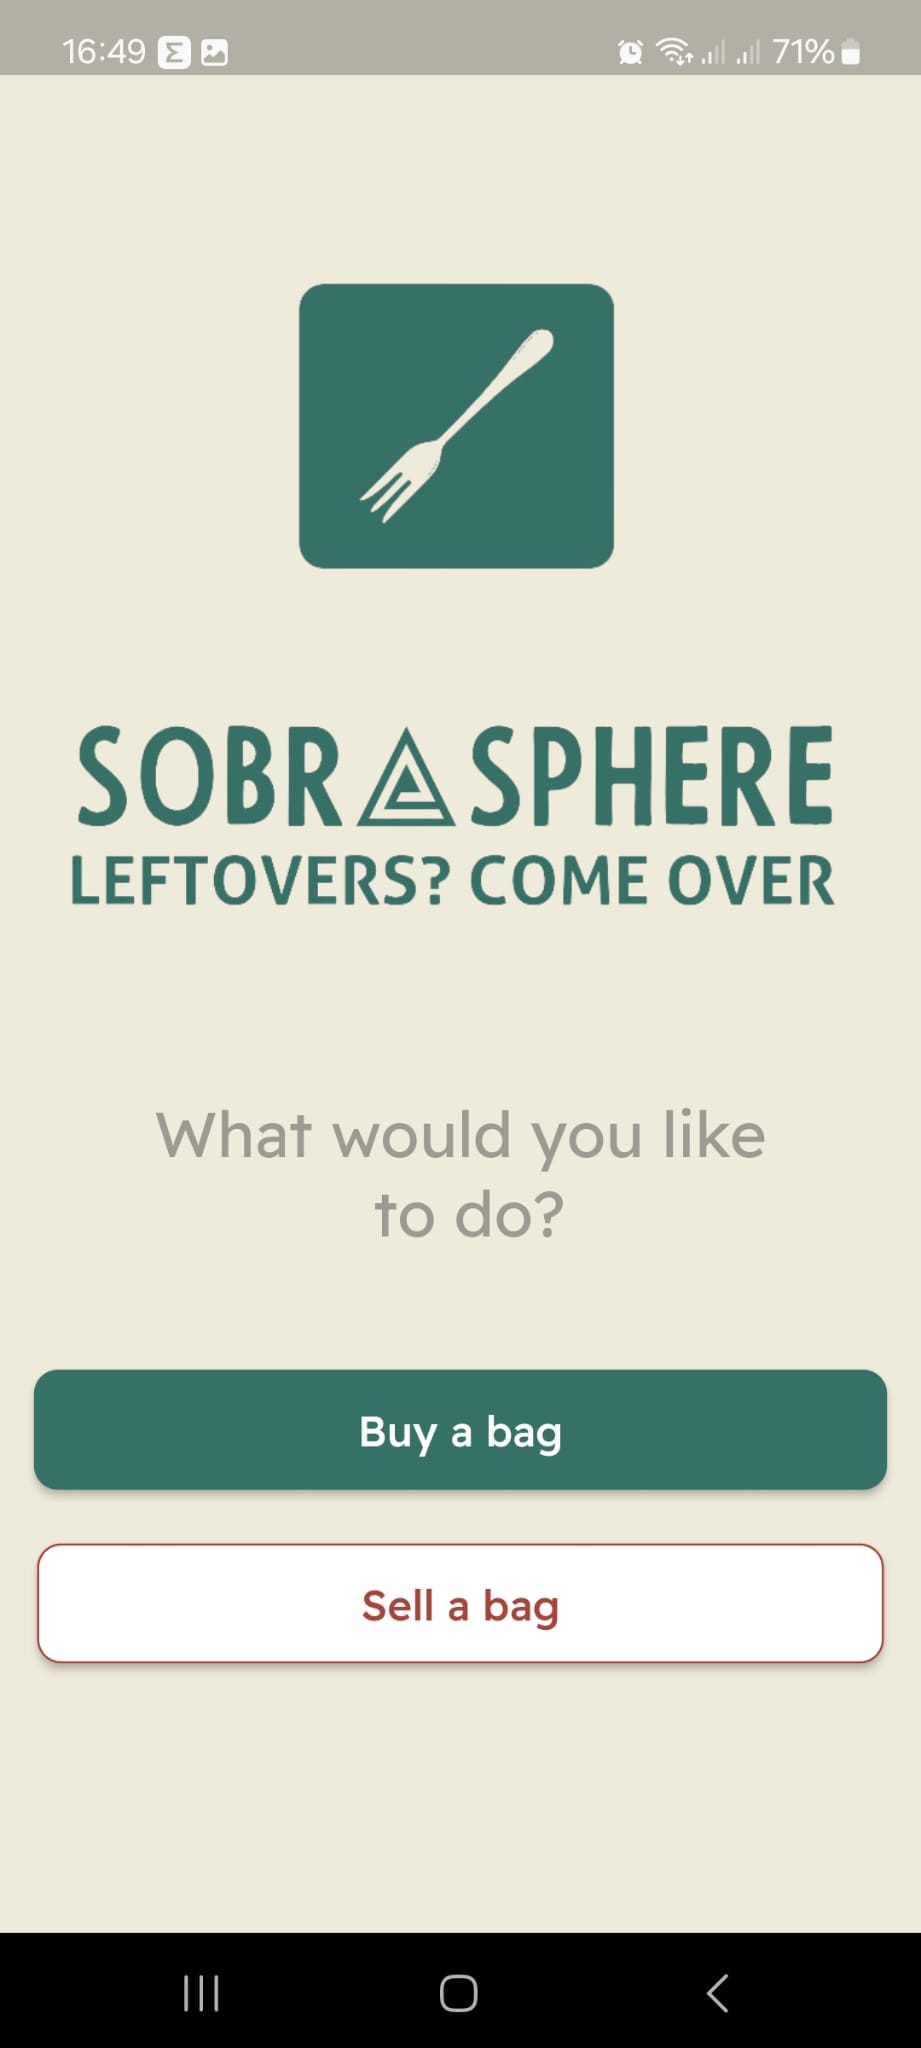 16:49 71%
SOBRASPHERE
LEFTOVERS? COME OVER
What would you like
to do?
Buy a bag
Sell a bag